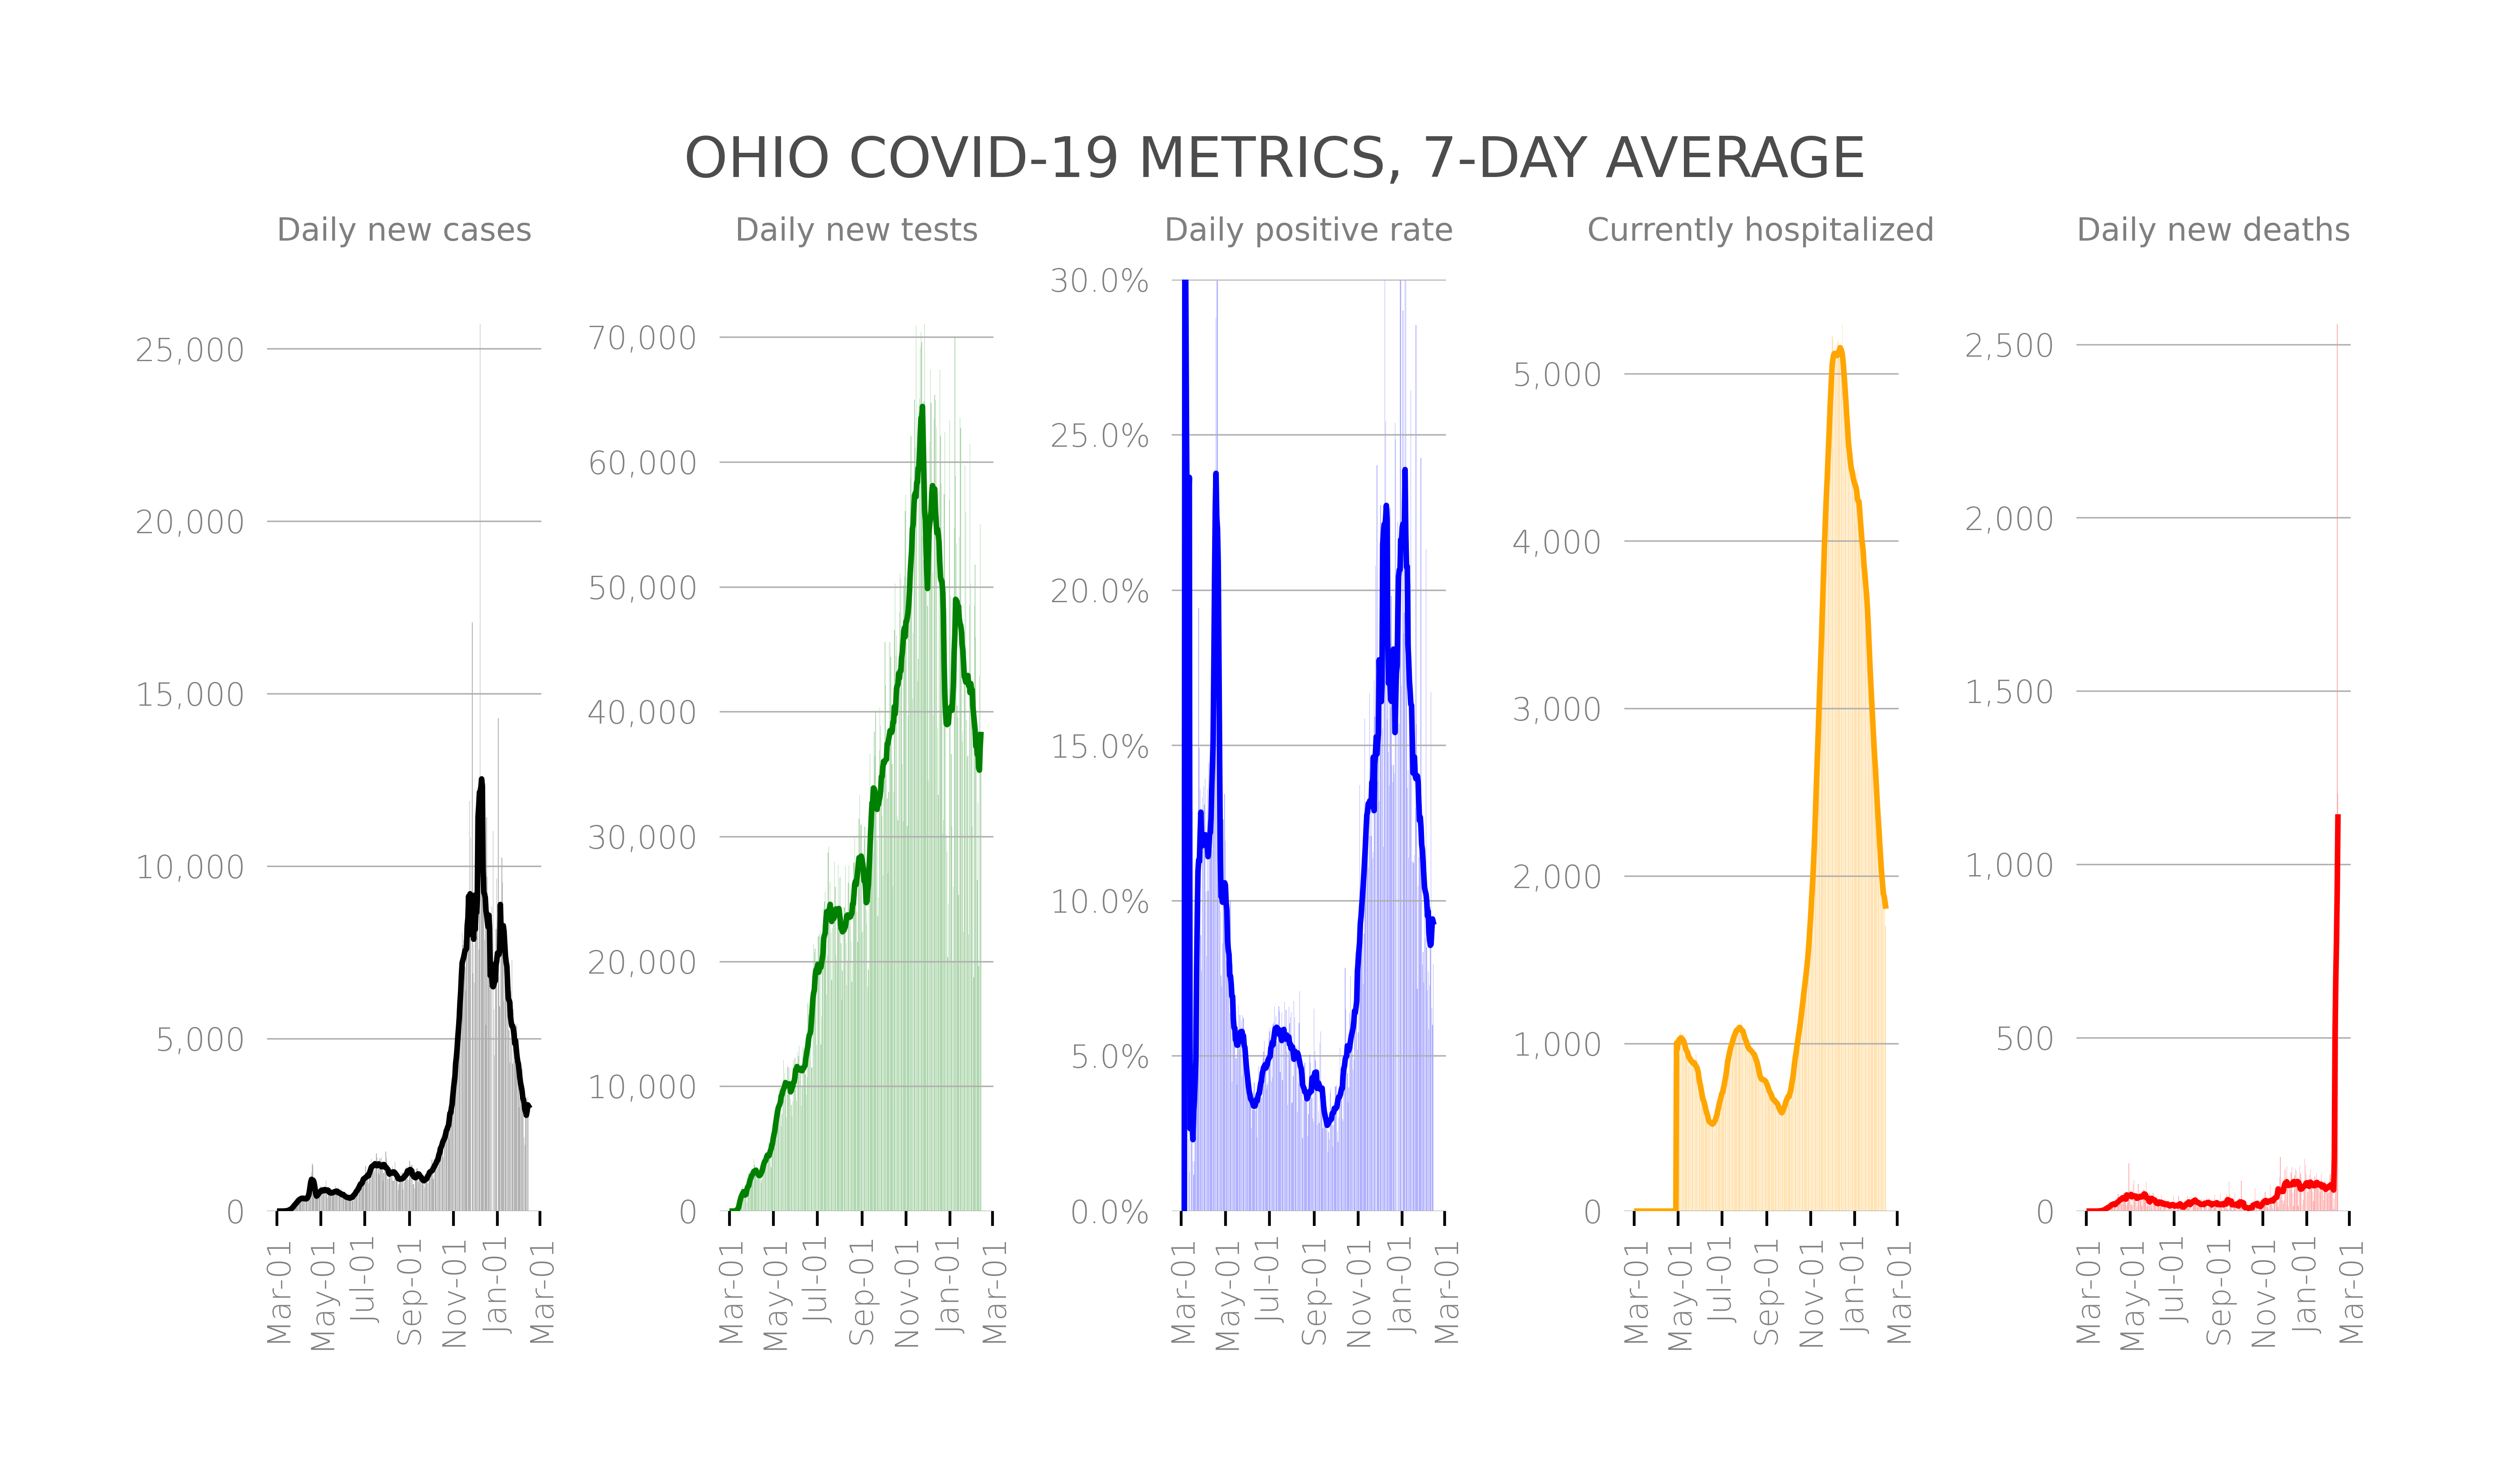 OHIO COVID-19 METRICS, 7-DAY AVERAGE
Daily new cases
25,000
20,000
15,000
10,000
5,000
0
Mar-01
May-01
Jul-01
Sep-01
Nov-01
Jan-01
Mar-01
Daily new tests
70,000
60,000
50,000
40,000
30,000
20,000
10,000
0
Mar-01
May-01
Jul-01
Sep-01
Nov-01
Jan-01
Mar-01
Daily positive rate
30.0%
25.0%
20.0%
15.0%
10.0%
5.0%
0.0%
Mar-01
May-01
Jul-01
Sep-01
Nov-01
Jan-01
Mar-01
Currently hospitalized
5,000
4,000
3,000
2,000
1,000
0
Mar-01
May-01
Jul-01
Sep-01
Nov-01
Jan-01
Mar-01
Daily new deaths
2,500
2,000
1,500
1,000
500
0
Mar-01
May-01
Jul-01
Sep-01
Nov-01
Jan-01
Mar-01